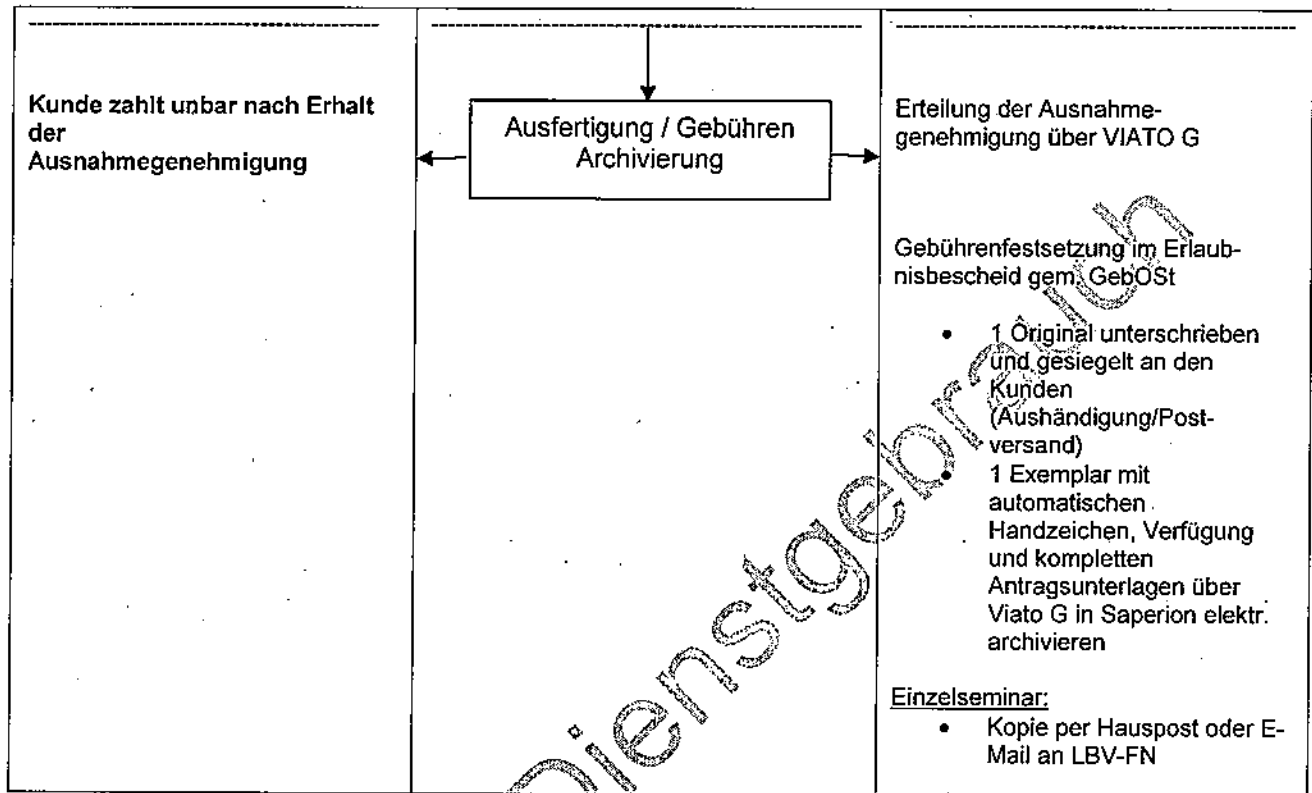 Kunde zahlt unbar nach Erhalt
der
Ausnahmegenehmigung
Ausfertigung / Gebühren
Archivierung
Erteilung der Ausnahme-
genehmigung über VIATO G
Gebührenfestsetzung im Erlaub-
nisbescheid gem. GebOSt
• 1 Original unterschrieben
und gesiegelt an den
Kunden
(Aushändigung/Post-
versand)
• 1 Exemplar mit
automatischen
Handzeichen, Verfügung
und kompletten
Antragsunterlagen über
Viato G in Saperion elektr.
archivieren
Einzelseminar:
• Kopie per Hauspost oder E-
Mail an LBV-FN
Dienstgebrauch